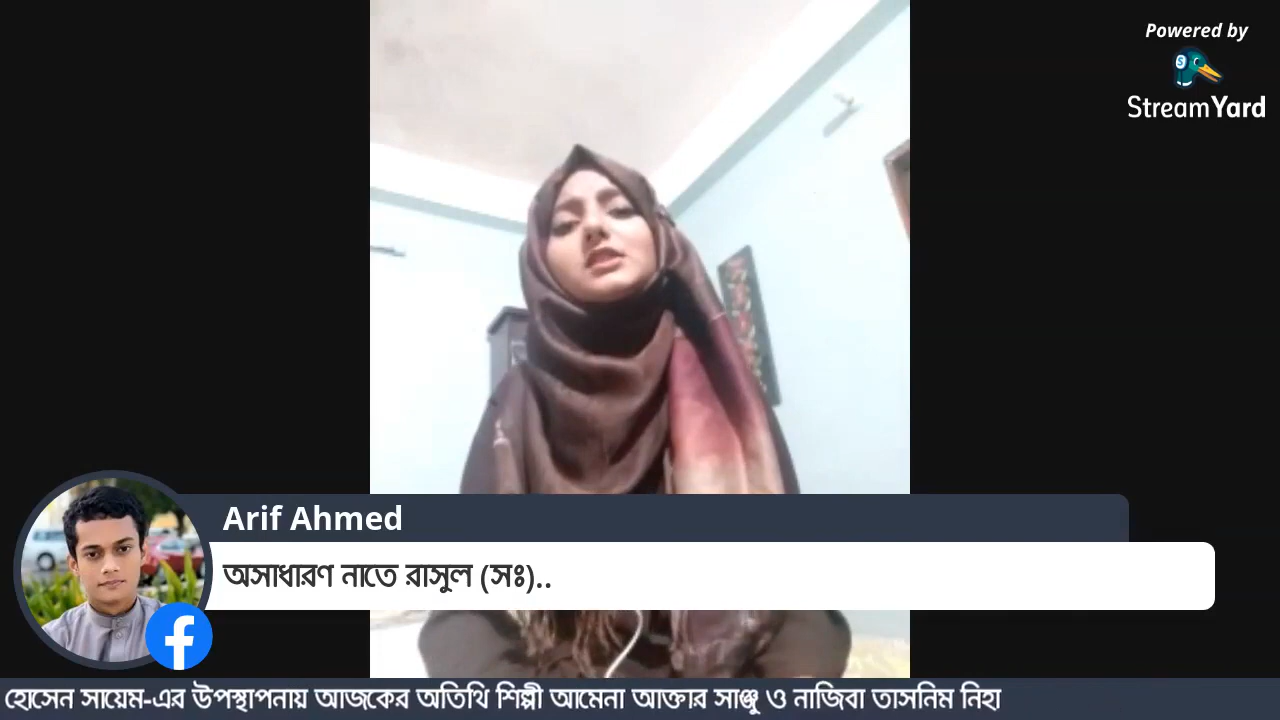 Powered by
StreamYard
Arif Ahmed
অসাধারণ নাতে রাসুল (সঃ)..
হোসেন সায়েম-এর উপস্থাপনায় আজকের অতিথি শিল্পী আমেনা আক্তার সাঞ্জু ও নাজিবা তাসনিম নিহা